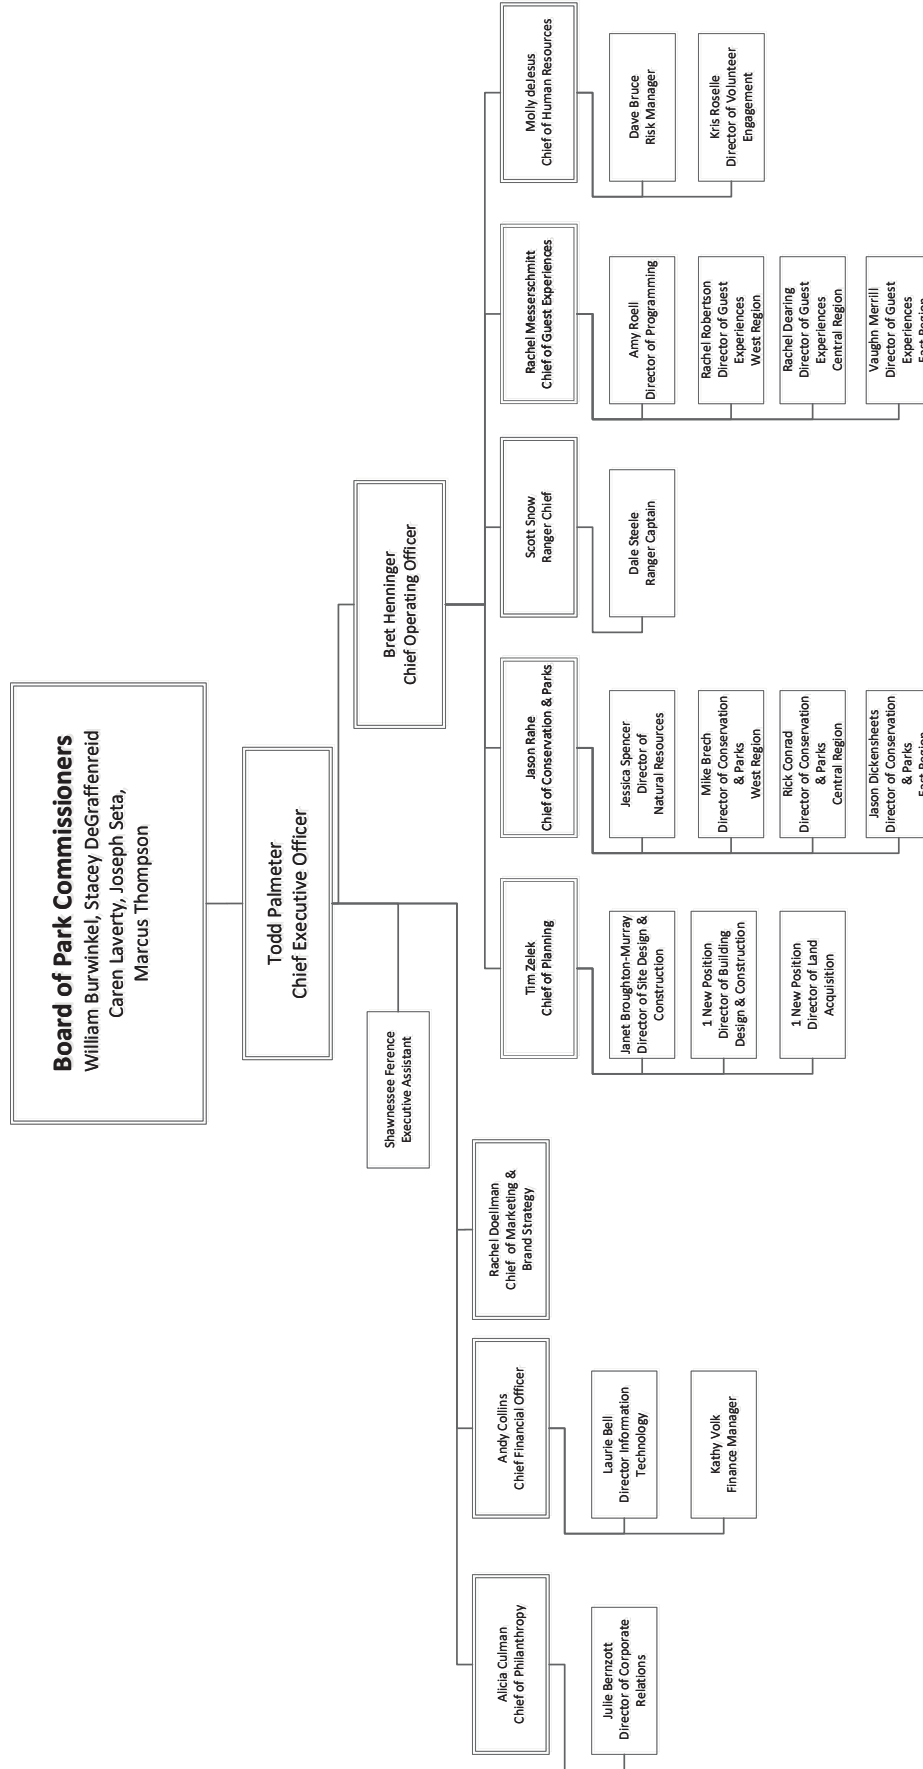 Board of Park Commissioners
William Burwinkel, Stacey DeGraffenreid
Caren Laverty, Joseph Seta,
Marcus Thompson
Todd Palmeter
Chief Executive Officer
Shawnessee Ference
Executive Assistant
Bret Henninger
Chief Operating Officer
Alicia Culman
Chief of Philanthropy
Julie Bernzott
Director of Corporate
Relations
Andy Collins
Chief Financial Officer
Laurie Bell
Director Information
Technology
Kathy Volk
Finance Manager
Rachel Doellman
Chief of Marketing &
Brand Strategy
Tim Zelek
Chief of Planning
Janet Broughton-Murray
Director of Site Design &
Construction
1 New Position
Director of Building
Design & Construction
1 New Position
Director of Land
Acquisition
Jason Rahe
Chief of Conservation & Parks
Jessica Spencer
Director of
Natural Resources
Mike Brech
Director of Conservation
& Parks
West Region
Rick Conrad
Director of Conservation
& Parks
Central Region
Jason Dickensheets
Director of Conservation
& Parks
East Region
Scott Snow
Ranger Chief
Dale Steele
Ranger Captain
Rachel Messerschmitt
Chief of Guest Experiences
Amy Roell
Director of Programming
Rachel Robertson
Director of Guest
Experiences
West Region
Rachel Dearing
Director of Guest
Experiences
Central Region
Vaughn Merrill
Director of Guest
Experiences
East Region
Molly deJesus
Chief of Human Resources
Dave Bruce
Risk Manager
Kris Roselle
Director of Volunteer
Engagement